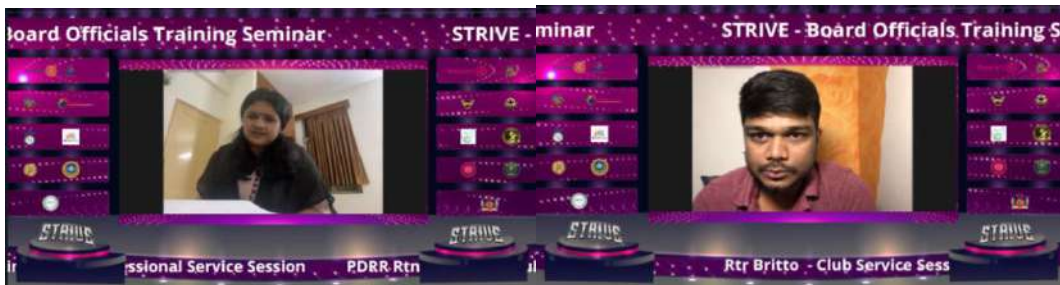 Board Officials Training Seminar STRIVE -
STRIVE STRIVE
ssional Service Session PDRR Rtn
minar STRIVE - Board Officials Training S
STRIVE STRIVE
Rtr Britto - Club Service Sess